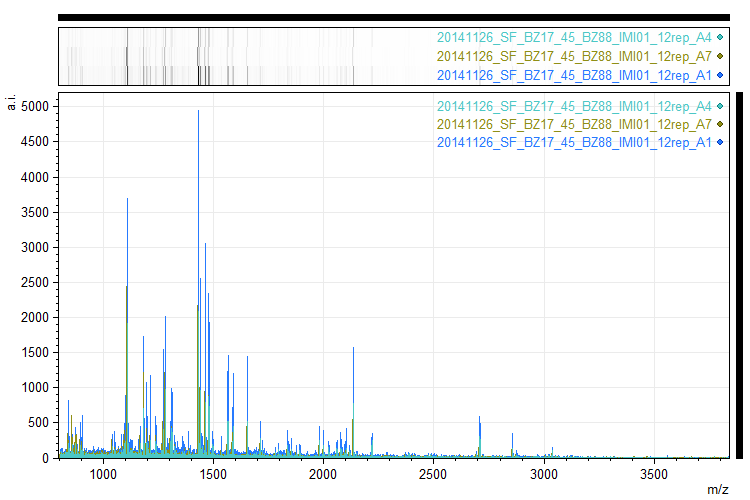 20141126_SF_BZ17_45_BZ88_IMI01_12rep_A4
20141126_SF_BZ17_45_BZ88_IMI01_12rep_A7
20141126_SF_BZ17_45_BZ88_IMI01_12rep_A1
a.i.
20141126_SF_BZ17_45_BZ88_IMI01_12rep_A4
20141126_SF_BZ17_45_BZ88_IMI01_12rep_A7
20141126_SF_BZ17_45_BZ88_IMI01_12rep_A1
5000
4500
4000
3500
3000
2500
2000
1500
1000
500
0
1000 1500 2000 2500 3000 3500
m/z